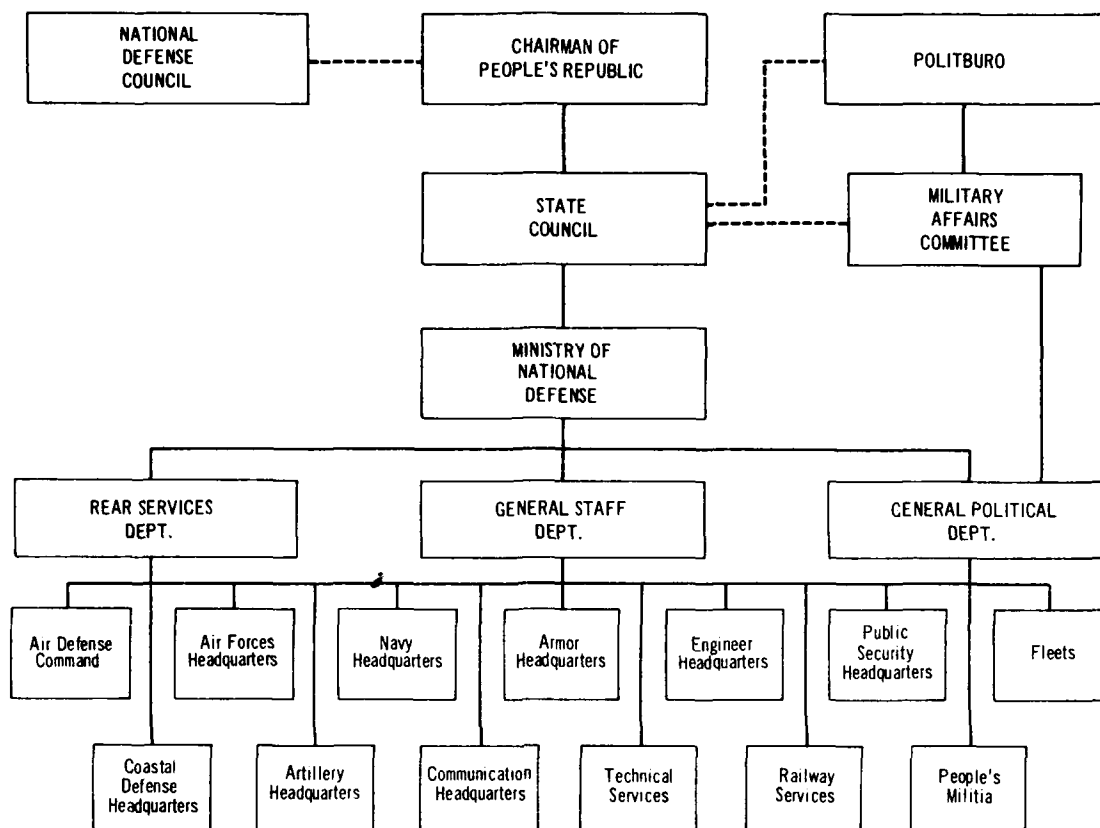 NATIONAL
DEFENSE
COUNCIL
CHAIRMAN OF
PEOPLE'S REPUBLIC
POLITBURO
STATE
COUNCIL
MILITARY
AFFAIRS
COMMITTEE
MINISTRY OF
NATIONAL
DEFENSE
REAR SERVICES
DEPT.
GENERAL STAFF
DEPT.
GENERAL POLITICAL
DEPT.
Air Defense
Command
Air Forces
Headquarters
Navy
Headquarters
Armor
Headquarters
Engineer
Headquarters
Public
Security
Headquarters
Fleets
Coastal
Defense
Headquarters
Artillery
Headquarters
Communication
Headquarters
Technical
Services
Railway
Services
People's
Militia